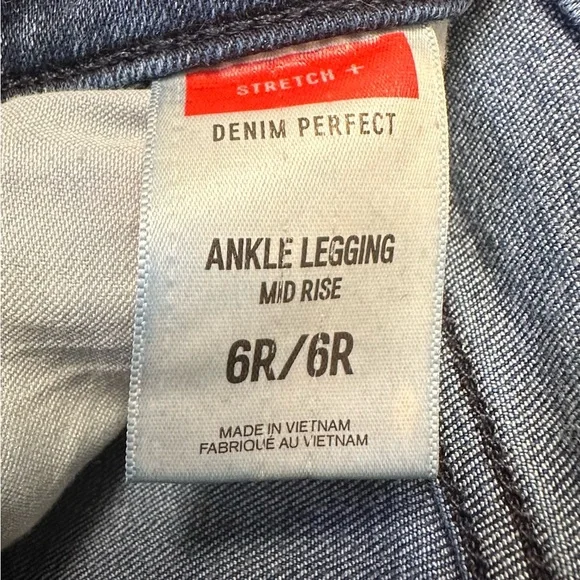 STRETCH +
DENIM PERFECT
ANKLE LEGGING
MID RISE
6R/6R
MADE IN VIETNAM
FABRIQUÉ AU VIETNAM